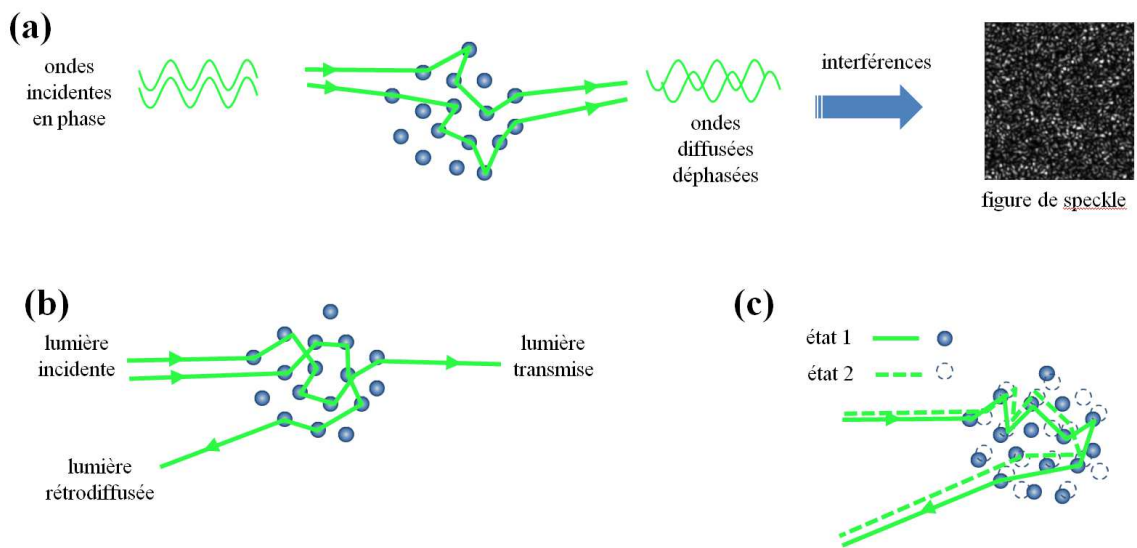 (a)
ondes
incidentes
en phase
ondes
diffusées
déphasées
interférences
figure de speckle
(b)
lumière
incidente
lumière
transmise
lumière
rétrodiffusée
(c)
état 1
état 2